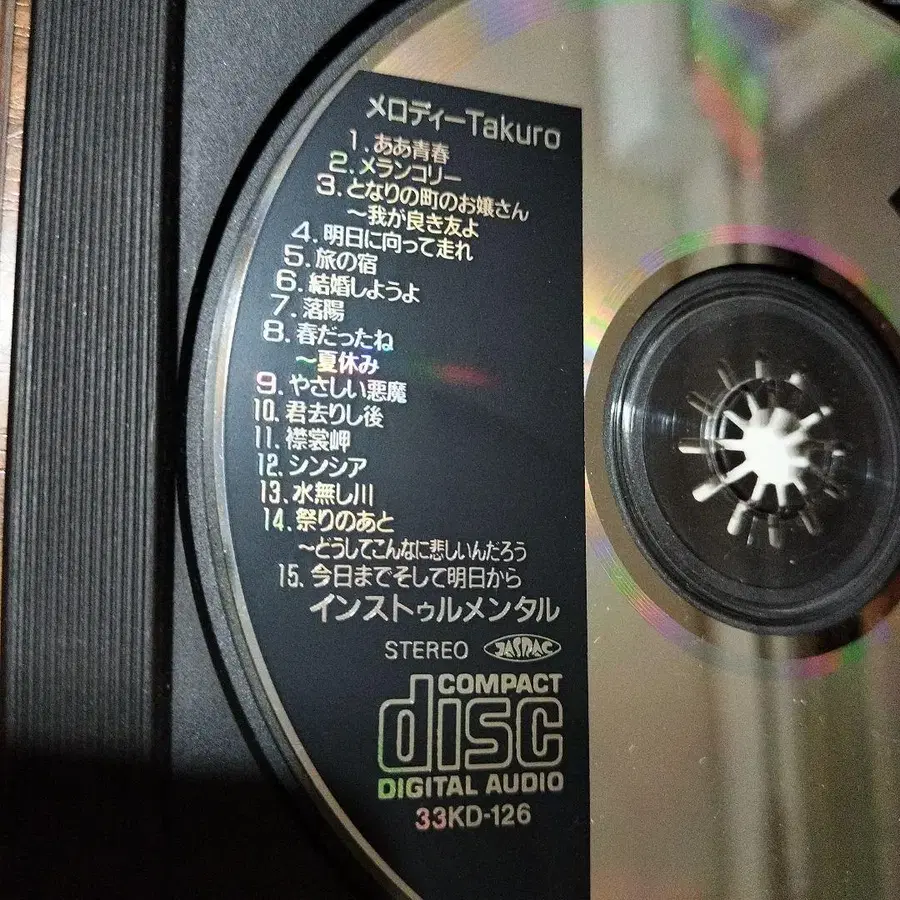 メロディーTakuro
1. ああ青春
2. メランコリー
3. となりの町のお嬢さん
〜我が良き友よ
4. 明日に向って走れ
5. 旅の宿
6. 結婚しようよ
7. 落陽
8. 春だったね
〜夏休み
9. やさしい悪魔
10. 君去りし後
11. 襟裳岬
12. シンシア
13. 水無し川
14. 祭りのあと
〜どうしてこんなに悲しいんだろう
15. 今日までそして明日から
インストゥルメンタル
STEREO JASRAC
COMPACT
disc
DIGITAL AUDIO
33KD-126